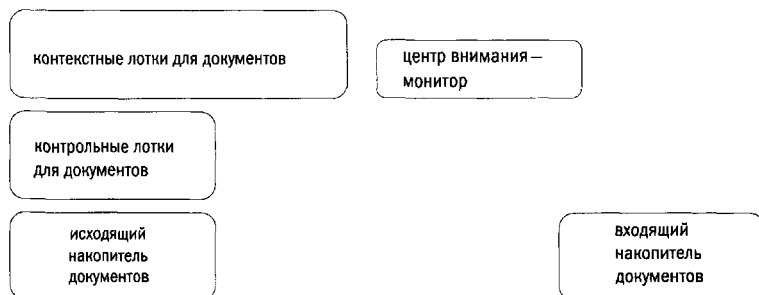 контекстные лотки для документов
центр внимания —
монитор
контрольные лотки
для документов
исходящий
накопитель
документов
входящий
накопитель
документов